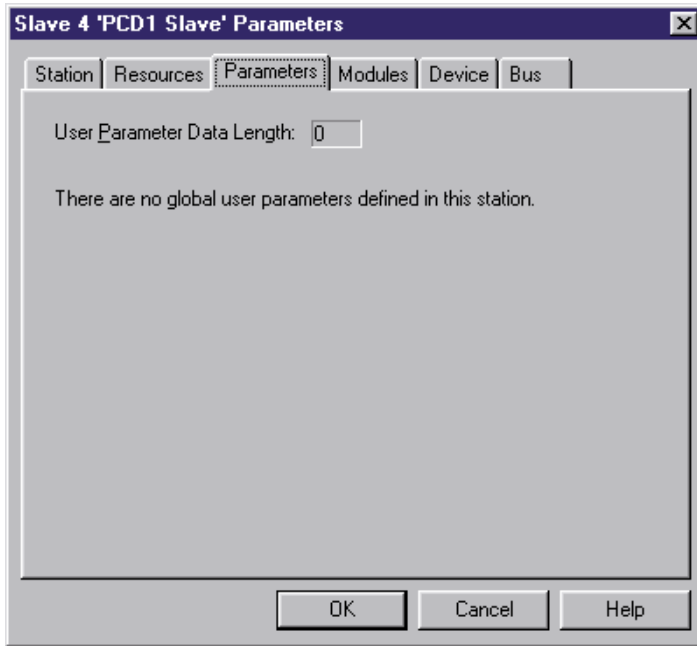 Slave 4 'PCD1 Slave' Parameters
Station Resources Parameters Modules Device Bus
User Parameter Data Length: 0
There are no global user parameters defined in this station.
OK Cancel Help